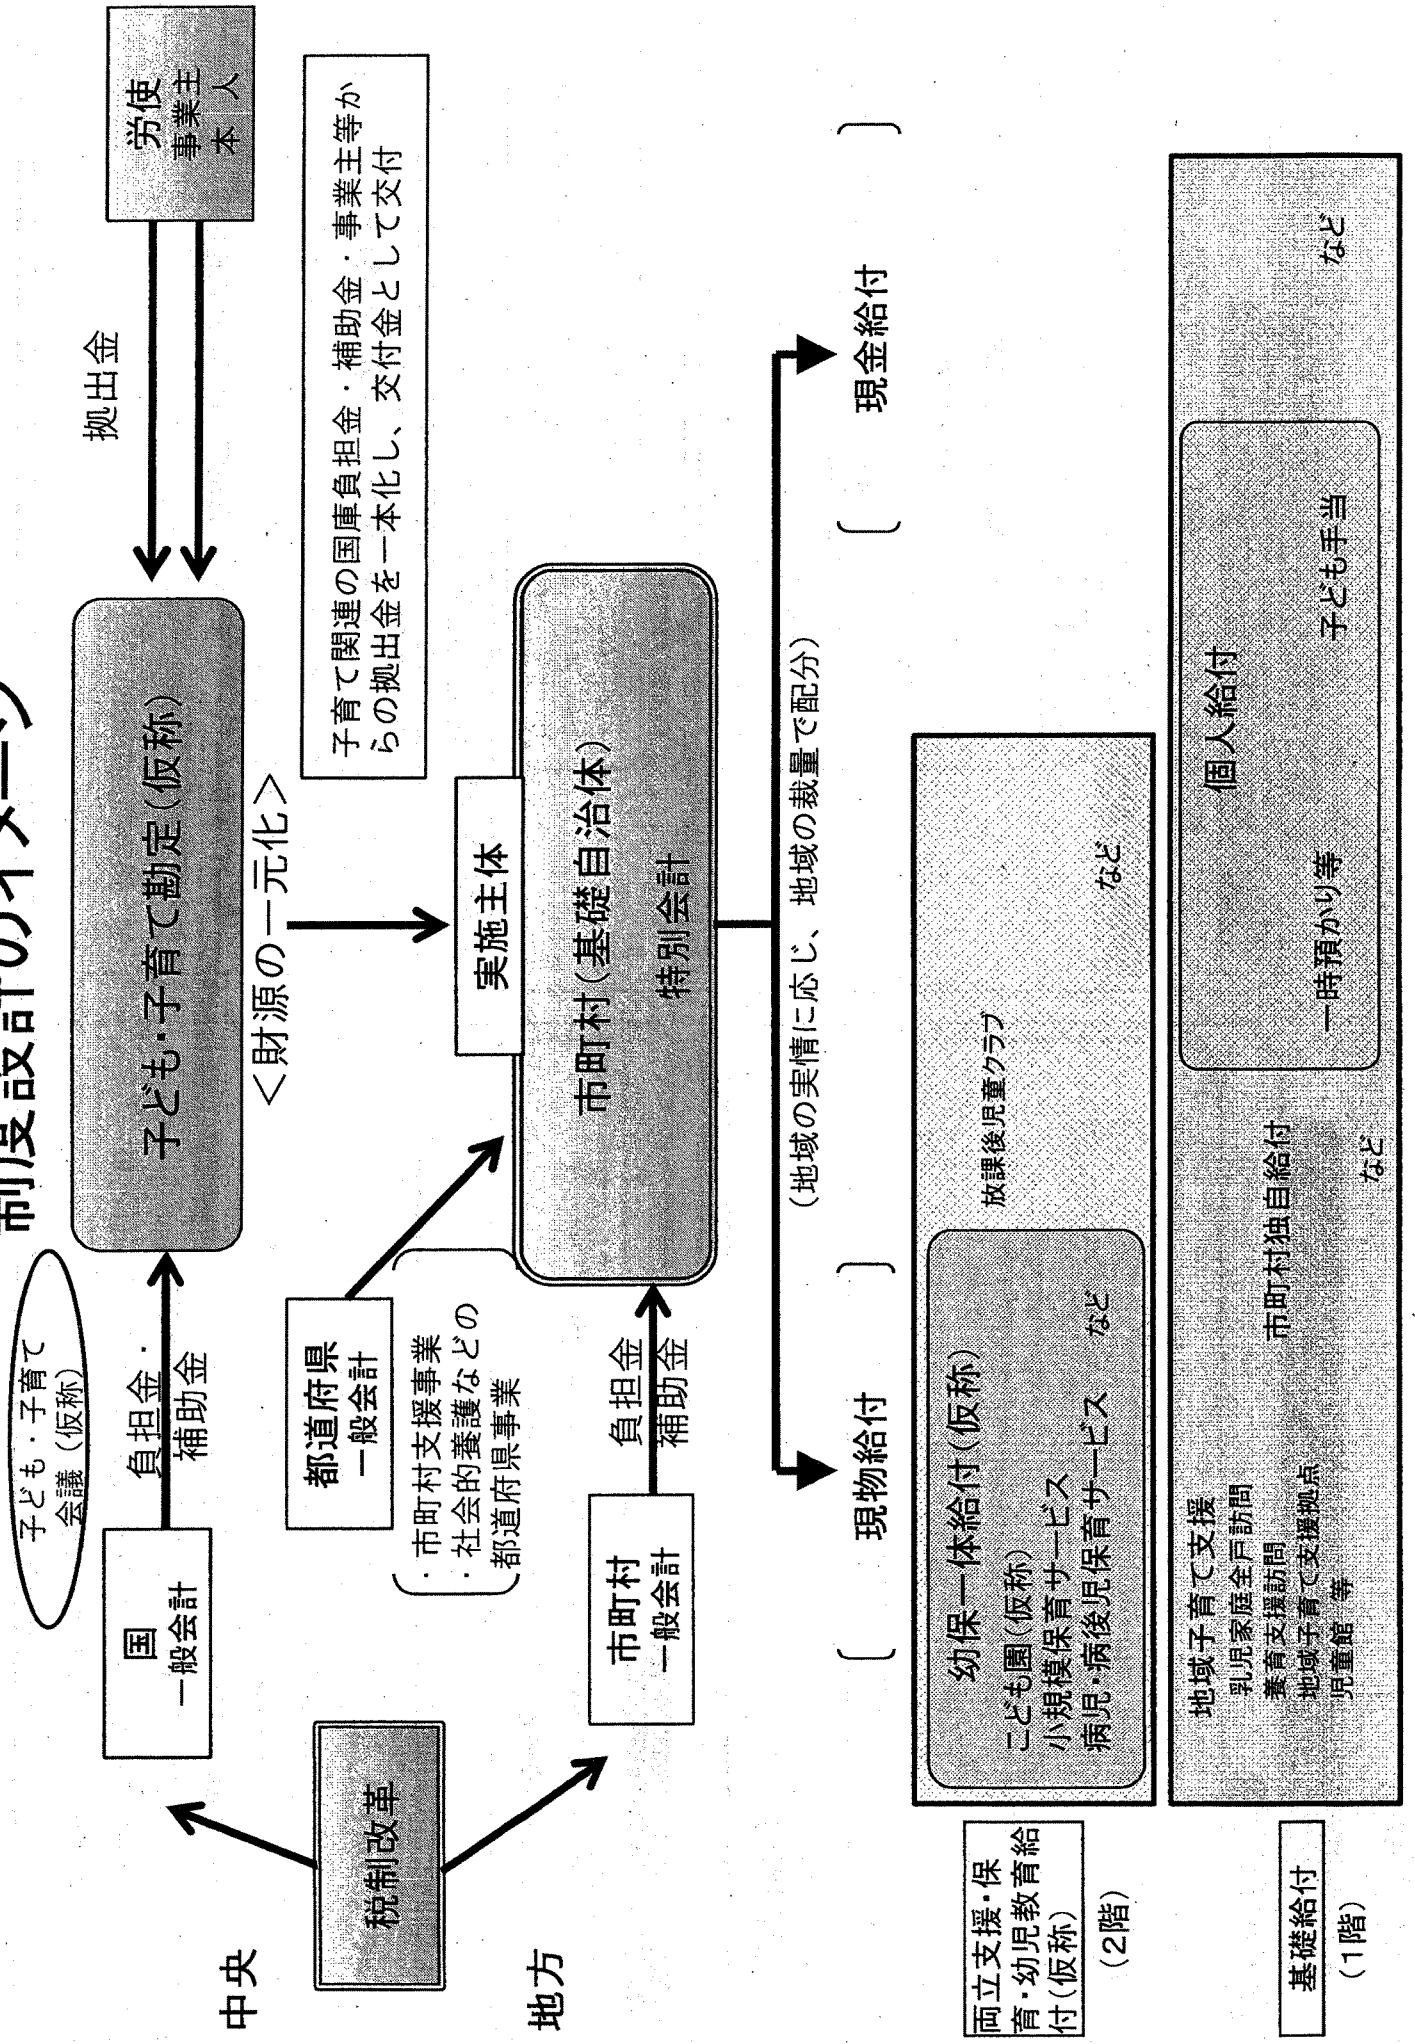 制度設計のイメージ
子ども・子育て
会議（仮称）
中央
地方
税制改革
国
一般会計
負担金・
補助金
子ども・子育て勘定(仮称)
＜財源の一元化＞
拠出金
労使
事業主
本　人
子育て関連の国庫負担金・補助金・事業主等か
らの拠出金を一本化し、交付金として交付
都道府県
一般会計
・市町村支援事業
・社会的養護などの
都道府県事業
実施主体
市町村(基礎自治体)
特別会計
市町村
一般会計
負担金
補助金
(地域の実情に応じ、地域の裁量で配分)
現物給付
現金給付
両立支援・保
育・幼児教育給
付(仮称)
(2階)
幼保一体給付(仮称)
こども園(仮称)
小規模保育サービス
病児・病後児保育サービス　など
放課後児童クラブ
など
基礎給付
(1階)
地域子育て支援
乳児家庭全戸訪問
養育支援訪問
地域子育て支援拠点
児童館　等
市町村独自給付
など
個人給付
一時預かり等
子ども手当
など